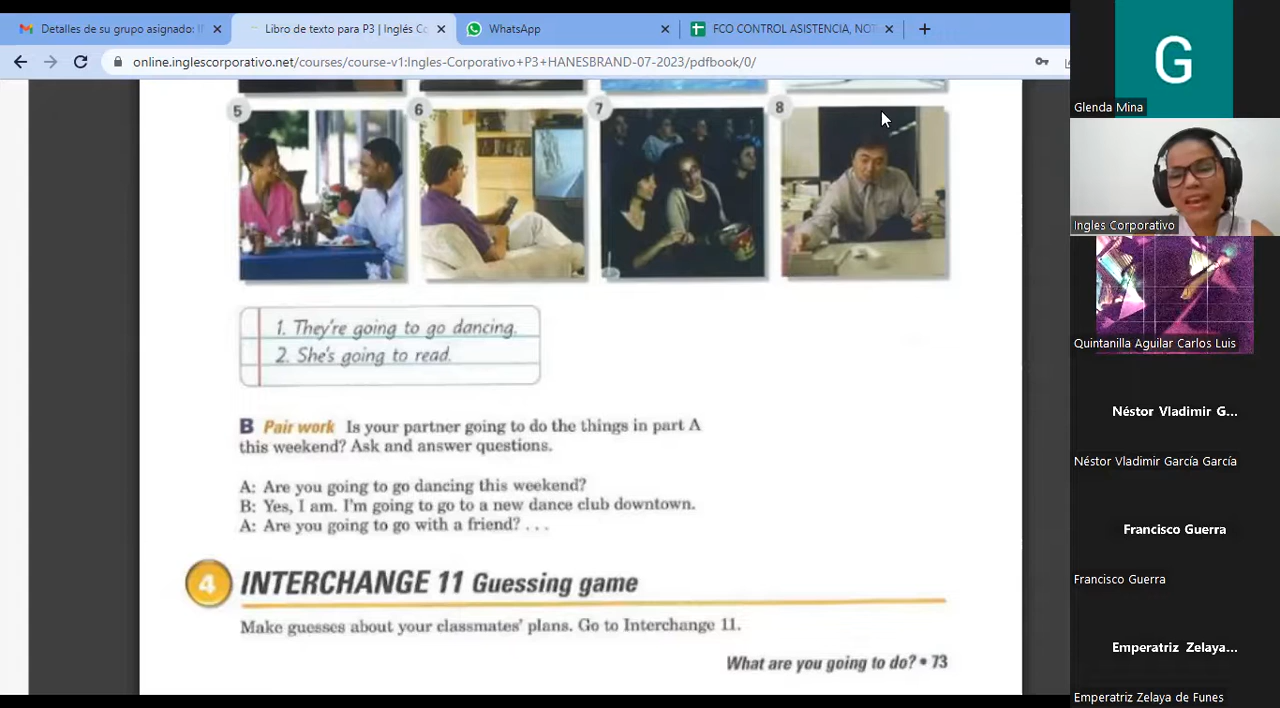 Detalles de su grupo asignado: I
Libro de texto para P3 | Inglés Co
WhatsApp
FCO CONTROL ASISTENCIA, NOT
online.inglescorporativo.net/courses/course-v1:Ingles-Corporativo+P3+HANESBRAND-07-2023/pdfbook/0/
5
6
7
8
1. They're going to go dancing.
2. She's going to read.
B Pair work Is your partner going to do the things in part A
this weekend? Ask and answer questions.
A: Are you going to go dancing this weekend?
B: Yes, I am. I'm going to go to a new dance club downtown.
A: Are you going to go with a friend? . . .
4 INTERCHANGE 11 Guessing game
Make guesses about your classmates' plans. Go to Interchange 11.
What are you going to do? • 73
G
Glenda Mina
Ingles Corporativo
Quintanilla Aguilar Carlos Luis
Néstor Vladimir G...
Néstor Vladimir García García
Francisco Guerra
Francisco Guerra
Emperatriz Zelaya...
Emperatriz Zelaya de Funes